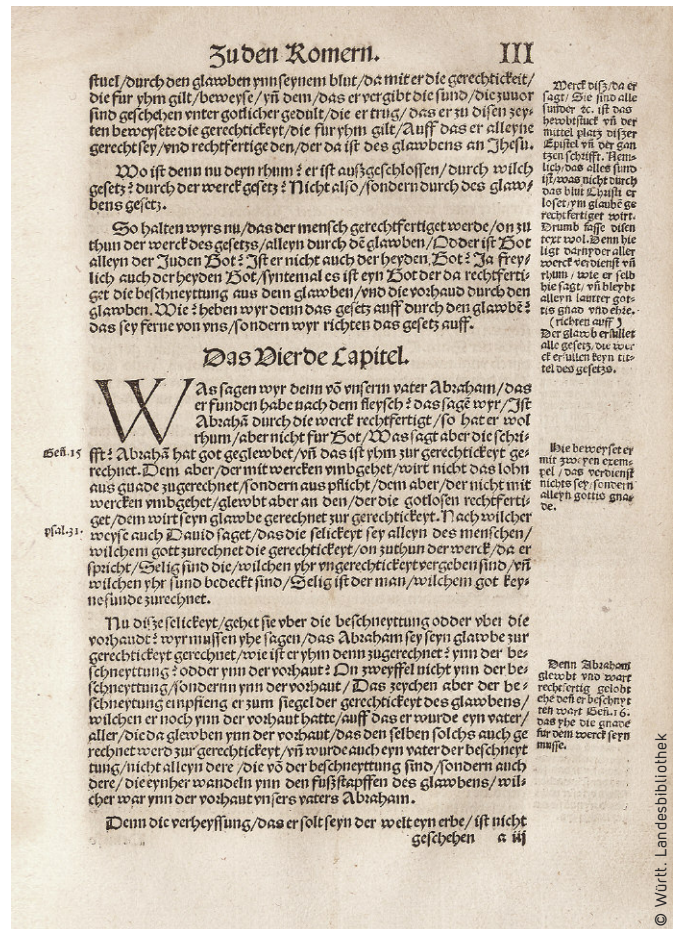 Zu den Romern.
III
stuel/durch den glawben ynn seynem blut/da mit er die gerechtickeit/
die fur yhm gilt/beweyse/vñ dem/das er vergibt die sund/die zuuor
sind geschehen vnter gotlicher gedult/die er trug/das er zu disen zey-
ten beweysete die gerechtickeyt/die fur yhm gilt/Auff das er alleyne
gerecht sey/vnd rechtfertige den/der da ist des glawbens an Jhesu.
Wo ist denn nu deyn rhum? er ist außgeschlossen/durch wilch
gesetz? durch der werck gesetz? Nicht also/sondern durch des glaw-
bens gesetz.
So halten wyrs nu/das der mensch gerechtfertiget werde/on zu
thun der werck des gesetzs/alleyn durch dē glawben/Odder ist Got
alleyn der Juden Got? Ist er nicht auch der heyden Got? Ja frey-
lich auch der heyden Got/syntemal es ist eyn Got der da rechtferti-
get die beschneyttung aus dem glawben/vnd die vorhaud durch den
glawben. Wie? heben wyr denn das gesetz auff durch den glawbē?
das sey ferne von vns/sondern wyr richten das gesetz auff.
Das Vierde Capitel.
WAs sagen wyr denn vō vnserm vater Abraham/das
er funden habe nach dem fleysch? das sagē wyr/Ist
Abrahā durch die werck rechtfertigt/so hat er wol
rhum/aber nicht für Got/Was sagt aber die schri-
fft? Abrahā hat got geglewbet/vñ das ist yhm zur gerechtickeyt ge-
rechnet. Dem aber/der mit wercken vmbgehet/wirt nicht das lohn
aus gnade zugerechnet/sondern aus pflicht/dem aber/der nicht mit
wercken vmbgehet/glewbt aber an den/der die gotlosen rechtferti-
get/dem wirt seyn glawbe gerechnet zur gerechtickeyt. Nach wilcher
weyse auch Dauid saget/das die selickeyt sey alleyn des menschen/
wilchem gott zurechnet die gerechtickeyt/on zuthun der werck/da er
spricht/Selig sind die/wilchen yhr vngerechtickeyt vergeben sind/vñ
wilchen yhr sund bedeckt sind/Selig ist der man/wilchem got key-
ne sunde zurechnet.
Nu diße selickeyt/gehet sie vber die beschneyttung odder vber die
vorhaudt? wyr mussen yhe sagen/das Abraham sey seyn glawbe zur
gerechtickeyt gerechnet/wie ist er yhm denn zugerechnet? ynn der be-
schneyttung? odder ynn der vorhaut? On zweyffel nicht ynn der be-
schneyttung/sondernn ynn der vorhaut/Das zeychen aber der be-
schneytung empfieng er zum siegel der gerechtickeyt des glawbens/
wilchen er noch ynn der vorhaut hatte/auff das er wurde eyn vater/
aller/die da glewben ynn der vorhaut/das den selben solchs auch ge
rechnet werd zur gerechtickeyt/vñ wurde auch eyn vater der beschneyt
tung/nicht alleyn dere/die vō der beschneyttung sind/sondern auch
dere/die eynher wandeln ynn den fußstapffen des glawbens/wil-
cher war ynn der vorhaut vnsers vaters Abraham.
Denn die verheyssung/das er solt seyn der welt eyn erbe/ist nicht
geschehen a iij
Genn̄.15
psal.31.
Merck disz/da er
sagt/Sie sind alle
sunder ꝛc. ist das
hewbtstuck vñ der
mittel platz diszer
Epistel vñ der gan
tzen schrifft. Nem-
lich/das alles sund
ist/was nicht durch
das blut Christi er
loset/ym glaubē ge
rechtfertiget wirt.
Drumb fasse disen
text wol. Denn hie
ligt darnyder aller
werck verdienst vñ
rhum/wie er selb
hie sagt/vñ bleybt
alleyn lautter got-
tis gnad vnd ehre.
(richten auff)
Der glawb erfullet
alle gesetz/die wer
ck erfullen keyn tit-
tel des gesetzs.
Hie beweyset er
mit zweyen exem-
pel/das verdienst
nichts sey/sondern
alleyn gottis gna-
de.
Denn Abraham
glewbt vnd wart
rechtfertig gelobt
ehe deñ er beschnyt
ten wart Geñ.16.
das yhe die gnade
fur dem werck seyn
musse.
© Württ. Landesbibliothek